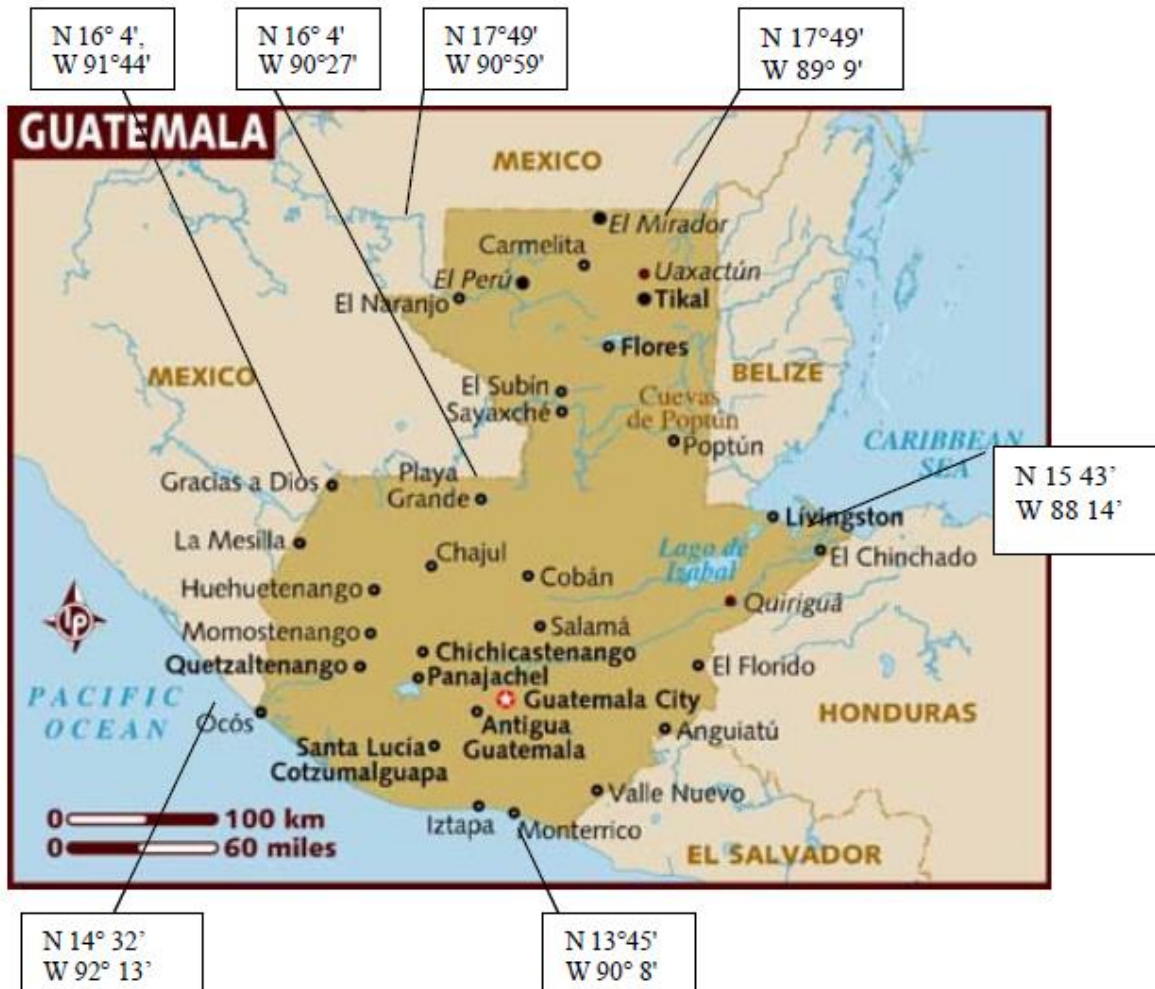 N 16° 4',
W 91°44'
N 16° 4'
W 90°27'
N 17°49'
W 90°59'
N 17°49'
W 89° 9'
GUATEMALA
MEXICO
El Mirador
Carmelita
El Perú
Uaxactún
El Naranjo
Tikal
Flores
MEXICO
BELIZE
El Subín
Sayaxché
Cuevas
de Poptún
Poptún
CARIBBEAN
SEA
Gracias a Dios
Playa
Grande
N 15 43’
W 88 14’
Lívingston
La Mesilla
Chajul
Lago de
Izabal
El Chinchado
Huehuetenango
Cobán
Quiriguá
lp
Momostenango
Salamá
Chichicastenango
Quetzaltenango
Panajachel
El Florido
PACIFIC
OCEAN
Guatemala City
HONDURAS
Ocós
Antigua
Guatemala
Anguiatú
Santa Lucía
Cotzumalguapa
Valle Nuevo
0 100 km
0 60 miles
Iztapa
Monterrico
EL SALVADOR
N 14° 32’
W 92° 13’
N 13°45'
W 90° 8'